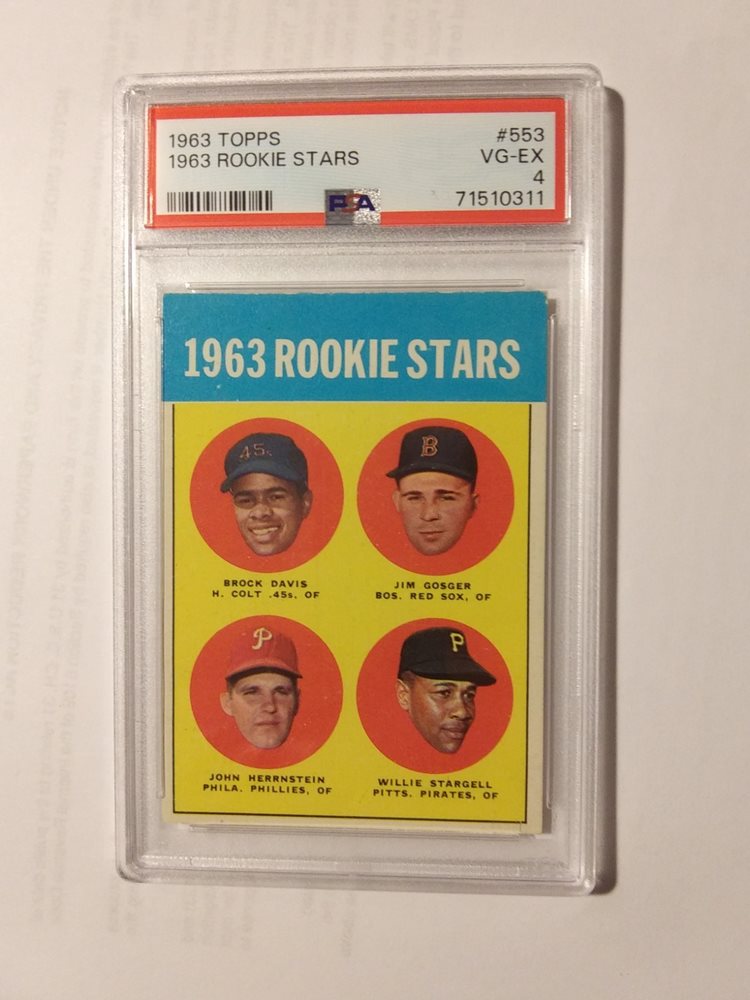 1963 TOPPS #553
1963 ROOKIE STARS VG-EX
4
PSA 71510311
1963 ROOKIE STARS
45s
B
BROCK DAVIS
H. COLT .45s, OF
JIM GOSGER
BOS. RED SOX, OF
P
P
JOHN HERRNSTEIN
PHILA. PHILLIES, OF
WILLIE STARGELL
PITTS. PIRATES, OF